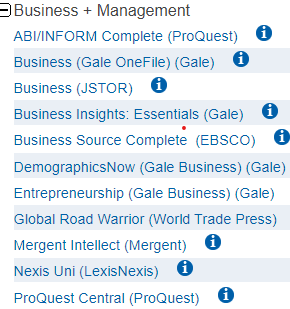 Business + Management
ABI/INFORM Complete (ProQuest)
Business (Gale OneFile) (Gale)
Business (JSTOR)
Business Insights: Essentials (Gale)
Business Source Complete (EBSCO)
DemographicsNow (Gale Business) (Gale)
Entrepreneurship (Gale Business) (Gale)
Global Road Warrior (World Trade Press)
Mergent Intellect (Mergent)
Nexis Uni (LexisNexis)
ProQuest Central (ProQuest)